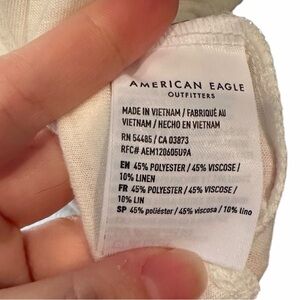 AMERICAN EAGLE
OUTFITTERS
MADE IN VIETNAM / FABRIQUÉ AU
VIETNAM / HECHO EN VIETNAM
RN 54485 / CA 03873
RFC# AEM120605U9A
EN 45% POLYESTER / 45% VISCOSE /
10% LINEN
FR 45% POLYESTER / 45% VISCOSE /
10% LIN
SP 45% poliéster / 45% viscosa / 10% lino